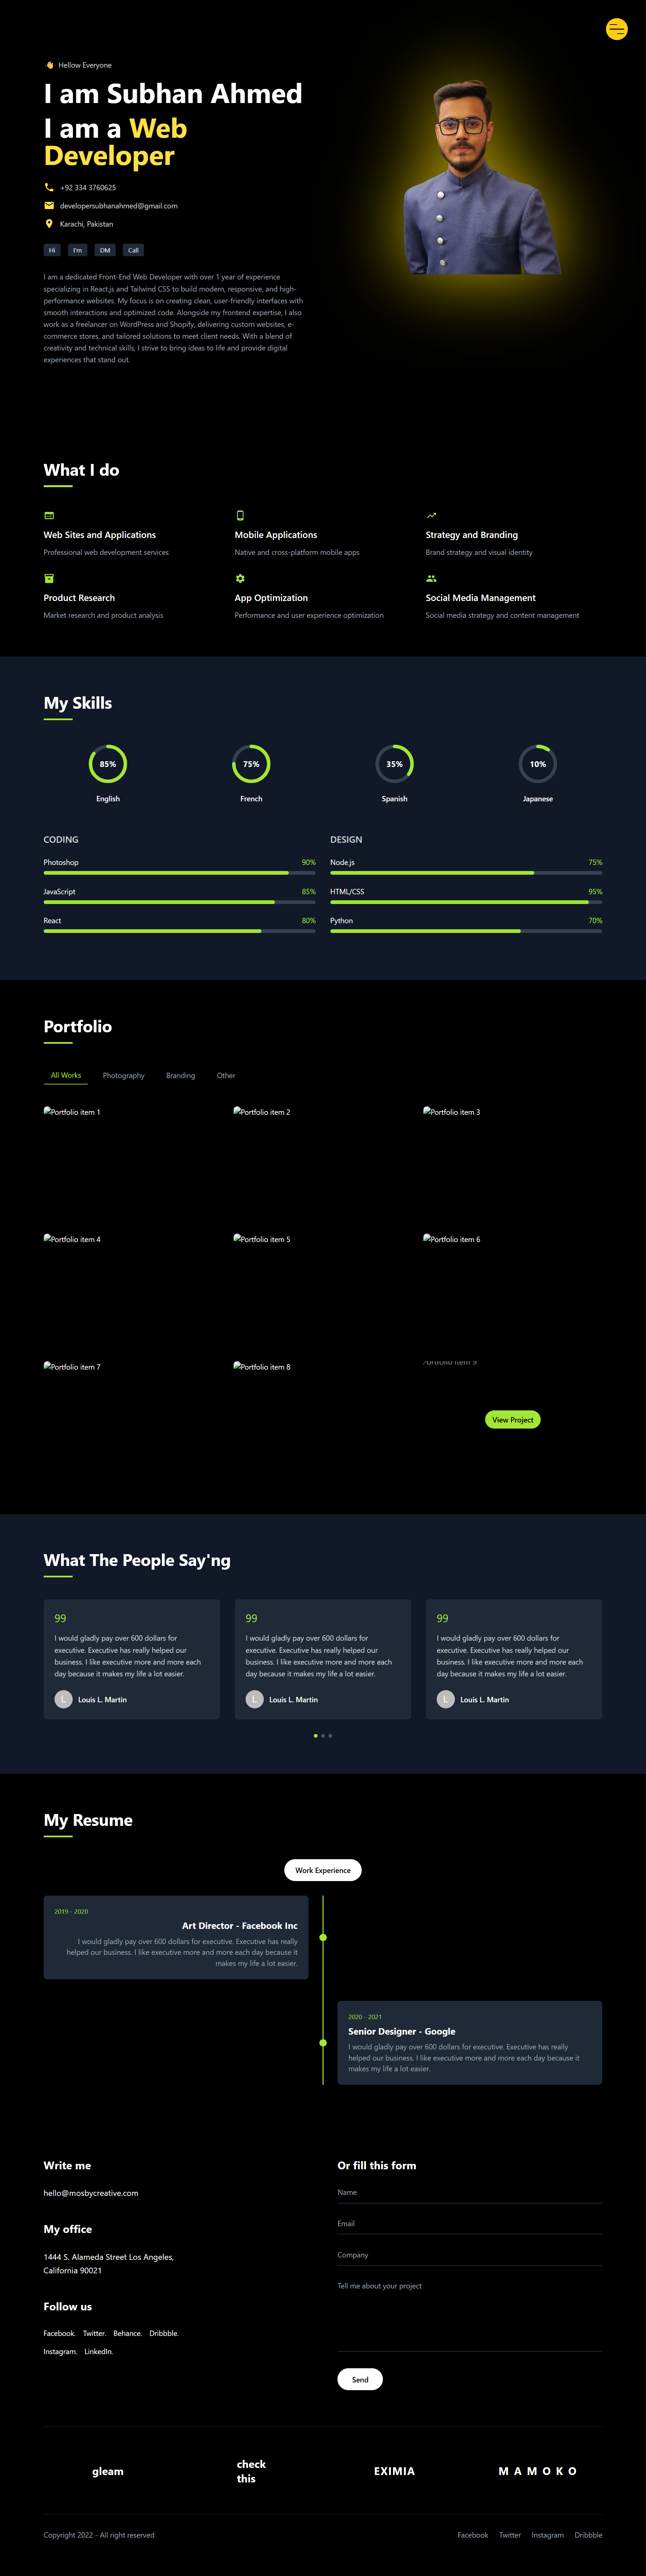 👋 Hellow Everyone
I am Subhan Ahmed
I am a Web
Developer
+92 334 3760625
developersubhanahmed@gmail.com
Karachi, Pakistan
Hi I'm DM Call
I am a dedicated Front-End Web Developer with over 1 year of experience
specializing in React.js and Tailwind CSS to build modern, responsive, and high-
performance websites. My focus is on creating clean, user-friendly interfaces with
smooth interactions and optimized code. Alongside my frontend expertise, I also
work as a freelancer on WordPress and Shopify, delivering custom websites, e-
commerce stores, and tailored solutions to meet client needs. With a blend of
creativity and technical skills, I strive to bring ideas to life and provide digital
experiences that stand out.
What I do
Web Sites and Applications
Professional web development services
Mobile Applications
Native and cross-platform mobile apps
Strategy and Branding
Brand strategy and visual identity
Product Research
Market research and product analysis
App Optimization
Performance and user experience optimization
Social Media Management
Social media strategy and content management
My Skills
85%
English
75%
French
35%
Spanish
10%
Japanese
CODING
Photoshop 90%
JavaScript 85%
React 80%
DESIGN
Node.js 75%
HTML/CSS 95%
Python 70%
Portfolio
All Works Photography Branding Other
Portfolio item 1
Portfolio item 2
Portfolio item 3
Portfolio item 4
Portfolio item 5
Portfolio item 6
Portfolio item 7
Portfolio item 8
Portfolio item 9
View Project
What The People Say'ng
99
I would gladly pay over 600 dollars for
executive. Executive has really helped our
business. I like executive more and more each
day because it makes my life a lot easier.
L Louis L. Martin
99
I would gladly pay over 600 dollars for
executive. Executive has really helped our
business. I like executive more and more each
day because it makes my life a lot easier.
L Louis L. Martin
99
I would gladly pay over 600 dollars for
executive. Executive has really helped our
business. I like executive more and more each
day because it makes my life a lot easier.
L Louis L. Martin
My Resume
Work Experience
2019 - 2020
Art Director - Facebook Inc
I would gladly pay over 600 dollars for executive. Executive has really
helped our business. I like executive more and more each day because it
makes my life a lot easier.
2020 - 2021
Senior Designer - Google
I would gladly pay over 600 dollars for executive. Executive has really
helped our business. I like executive more and more each day because it
makes my life a lot easier.
Write me
hello@mosbycreative.com
My office
1444 S. Alameda Street Los Angeles,
California 90021
Follow us
Facebook. Twitter. Behance. Dribbble.
Instagram. LinkedIn.
Or fill this form
Name
Email
Company
Tell me about your project
Send
gleam
check
this
EXIMIA
M A M O K O
Copyright 2022 - All right reserved
Facebook Twitter Instagram Dribbble